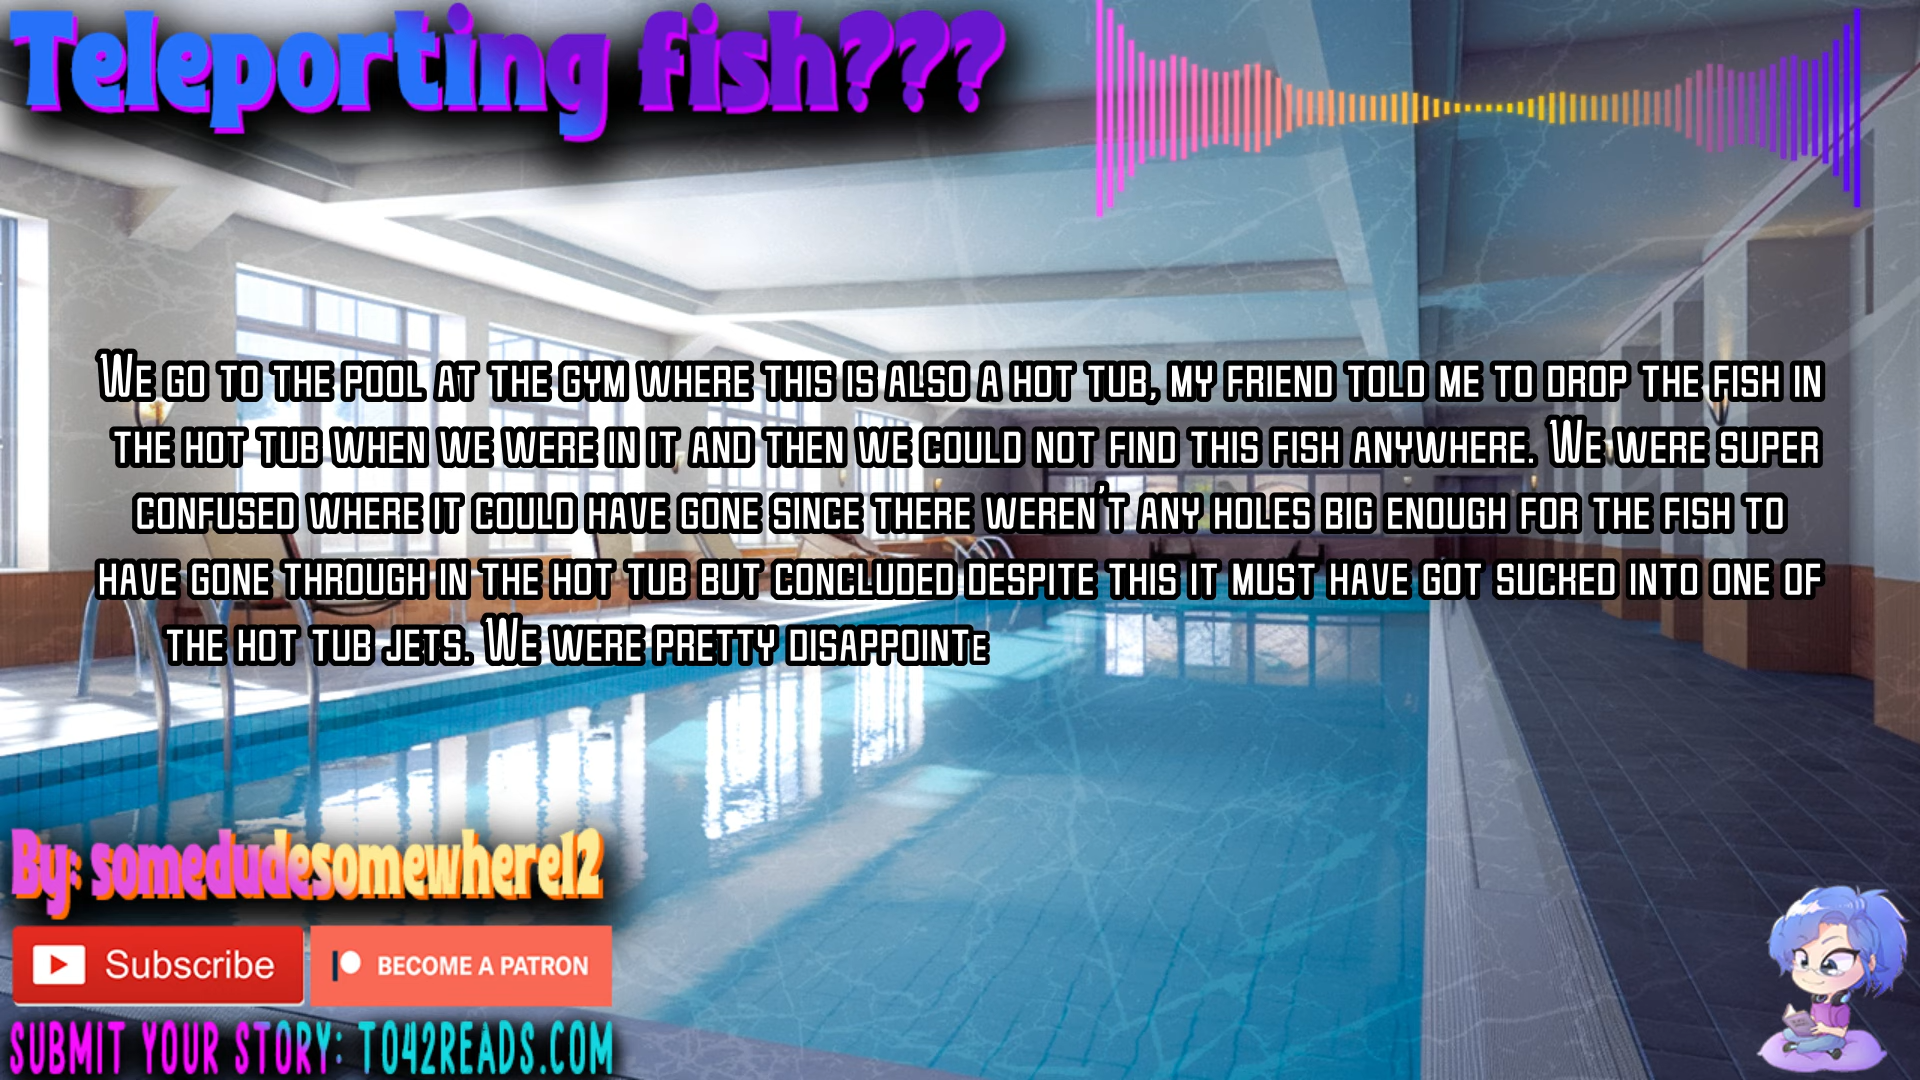 Teleporting fish???
We go to the pool at the gym where this is also a hot tub, my friend told me to drop the fish in
the hot tub when we were in it and then we could not find this fish anywhere. We were super
confused where it could have gone since there weren't any holes big enough for the fish to
have gone through in the hot tub but concluded despite this it must have got sucked into one of
the hot tub jets. We were pretty disappointe
By: somedudesomewhere12
Subscribe
BECOME A PATRON
SUBMIT YOUR STORY: TO42READS.COM